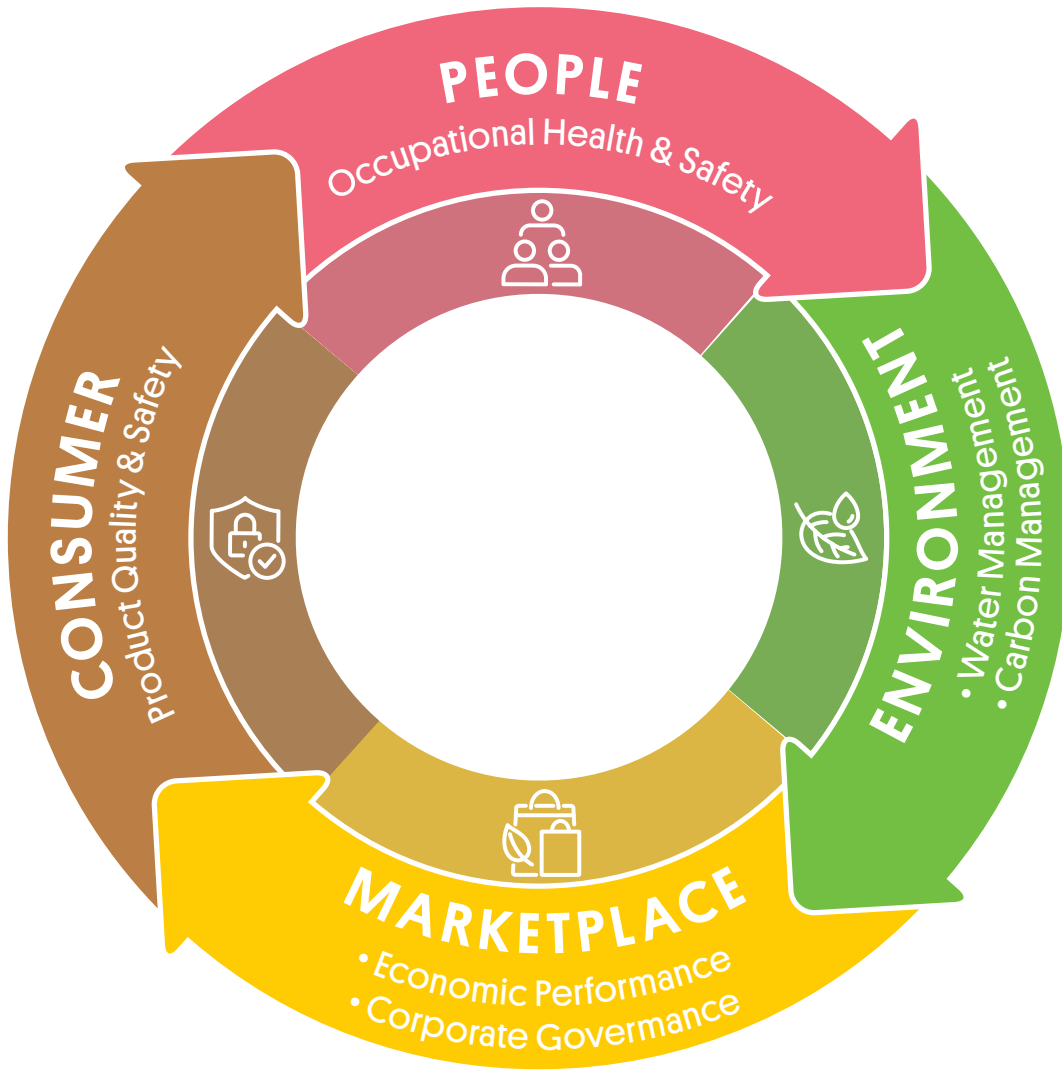 PEOPLE
Occupational Health & Safety
ENVIRONMENT
• Water Management
• Carbon Management
MARKETPLACE
• Economic Performance
• Corporate Govermance
CONSUMER
Product Quality & Safety